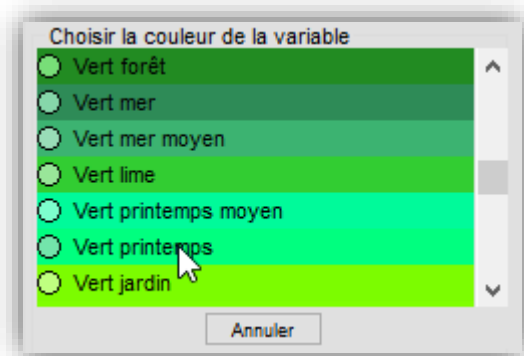 Choisir la couleur de la variable
Vert forêt
Vert mer
Vert mer moyen
Vert lime
Vert printemps moyen
Vert printemps
Vert jardin
Annuler